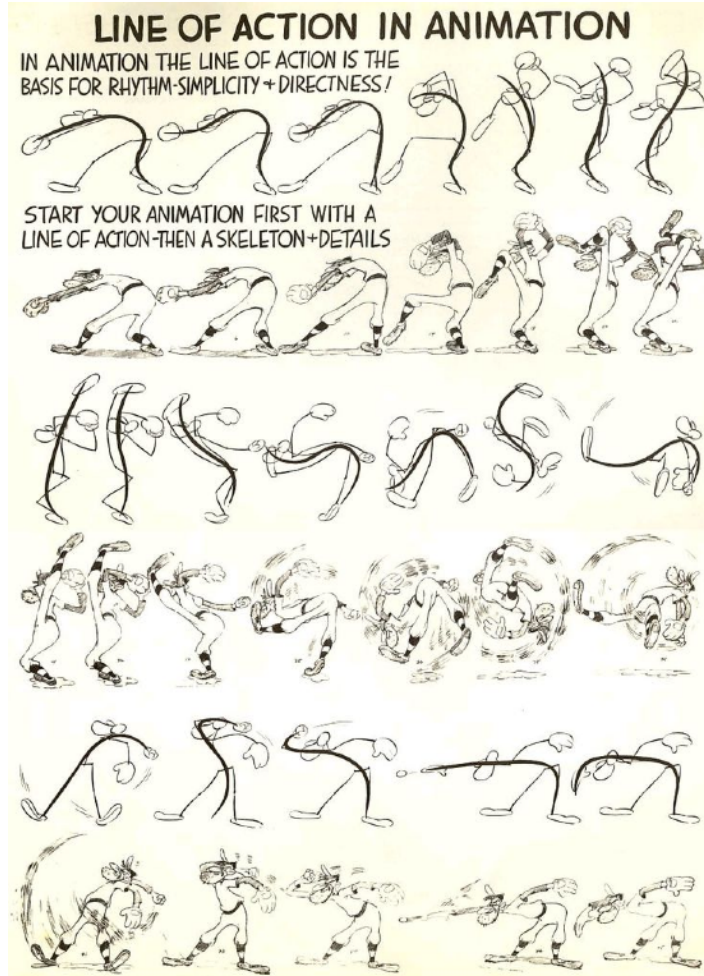 LINE OF ACTION IN ANIMATION
IN ANIMATION THE LINE OF ACTION IS THE
BASIS FOR RHYTHM-SIMPLICITY + DIRECTNESS!
START YOUR ANIMATION FIRST WITH A
LINE OF ACTION-THEN A SKELETON+DETAILS